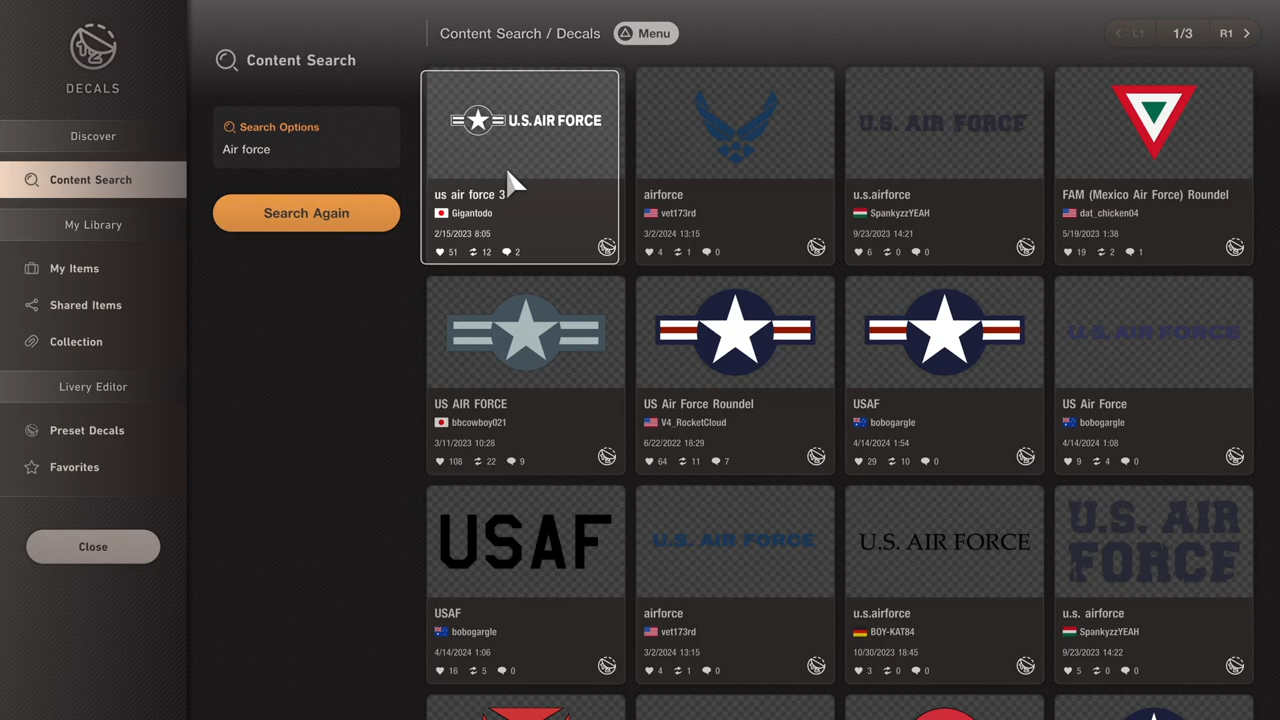 DECALS
Discover
Content Search
My Library
My Items
Shared Items
Collection
Livery Editor
Preset Decals
Favorites
Close
Content Search
Search Options
Air force
Search Again
Content Search / Decals
Menu
L1
1/3
R1
U.S. AIR FORCE
us air force 3
Gigantodo
2/15/2023 8:05
51 12 2
airforce
vet173rd
3/2/2024 13:15
4 1 0
U.S. AIR FORCE
u.s.airforce
SpankyzzYEAH
9/23/2023 14:21
6 0 0
FAM (Mexico Air Force) Roundel
dat_chicken04
5/19/2023 1:38
19 2 1
US AIR FORCE
bbcowboy021
3/11/2023 10:28
108 22 9
US Air Force Roundel
V4_RocketCloud
6/22/2022 18:29
64 11 7
USAF
bobogargle
4/14/2024 1:54
29 10 0
U.S. AIR FORCE
US Air Force
bobogargle
4/14/2024 1:08
9 4 0
USAF
USAF
bobogargle
4/14/2024 1:06
16 5 0
U.S. AIR FORCE
airforce
vet173rd
3/2/2024 13:15
4 1 0
U.S. AIR FORCE
u.s.airforce
BOY-KAT84
10/30/2023 18:45
3 0 0
U.S. AIR
FORCE
u.s. airforce
SpankyzzYEAH
9/23/2023 14:22
5 0 0